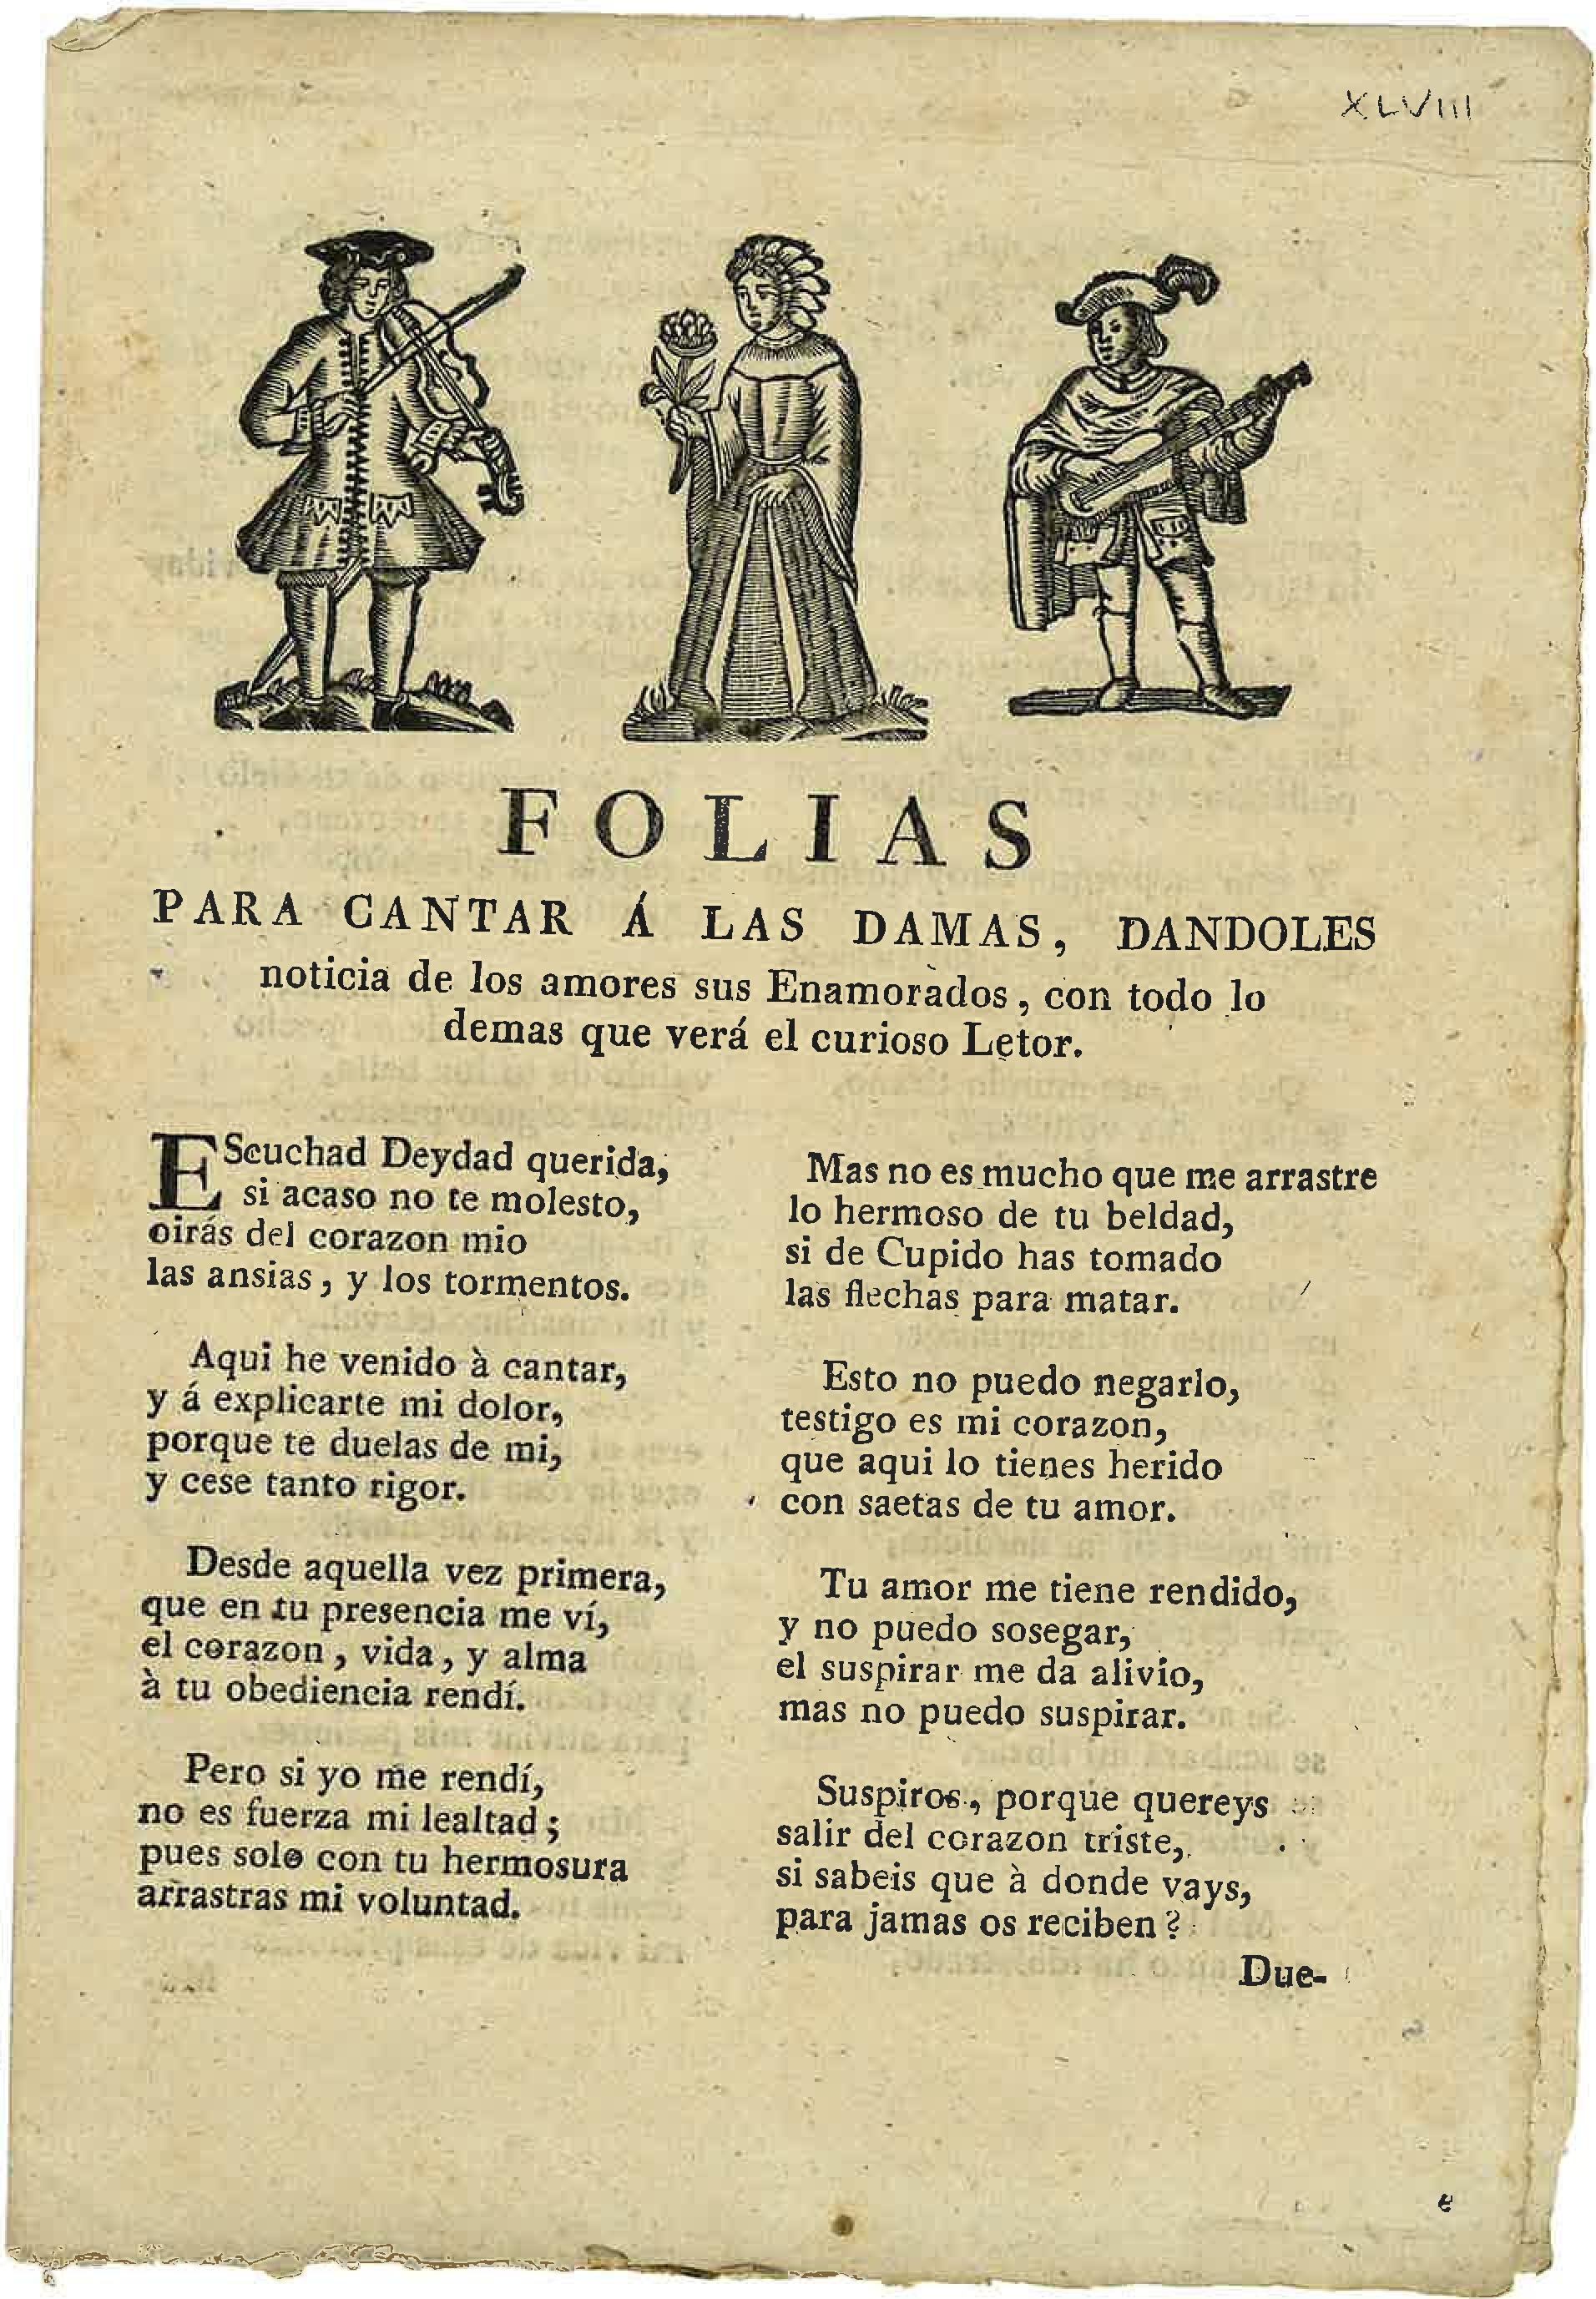 XLVIII
FOLIAS
PARA CANTAR Á LAS DAMAS, DANDOLES
noticia de los amores sus Enamorados, con todo lo
demas que verá el curioso Letor.
EScuchad Deydad querida,
si acaso no te molesto,
oirás del corazon mio
las ansias, y los tormentos.
Aqui he venido à cantar,
y á explicarte mi dolor,
porque te duelas de mi,
y cese tanto rigor.
Desde aquella vez primera,
que en tu presencia me ví,
el corazon, vida, y alma
à tu obediencia rendí.
Pero si yo me rendí,
no es fuerza mi lealtad;
pues solo con tu hermosura
arrastras mi voluntad.
Mas no es mucho que me arrastre
lo hermoso de tu beldad,
si de Cupido has tomado
las flechas para matar.
Esto no puedo negarlo,
testigo es mi corazon,
que aqui lo tienes herido
con saetas de tu amor.
Tu amor me tiene rendido,
y no puedo sosegar,
el suspirar me da alivio,
mas no puedo suspirar.
Suspiros, porque quereys
salir del corazon triste,
si sabeis que à donde vays,
para jamas os reciben?
Due-